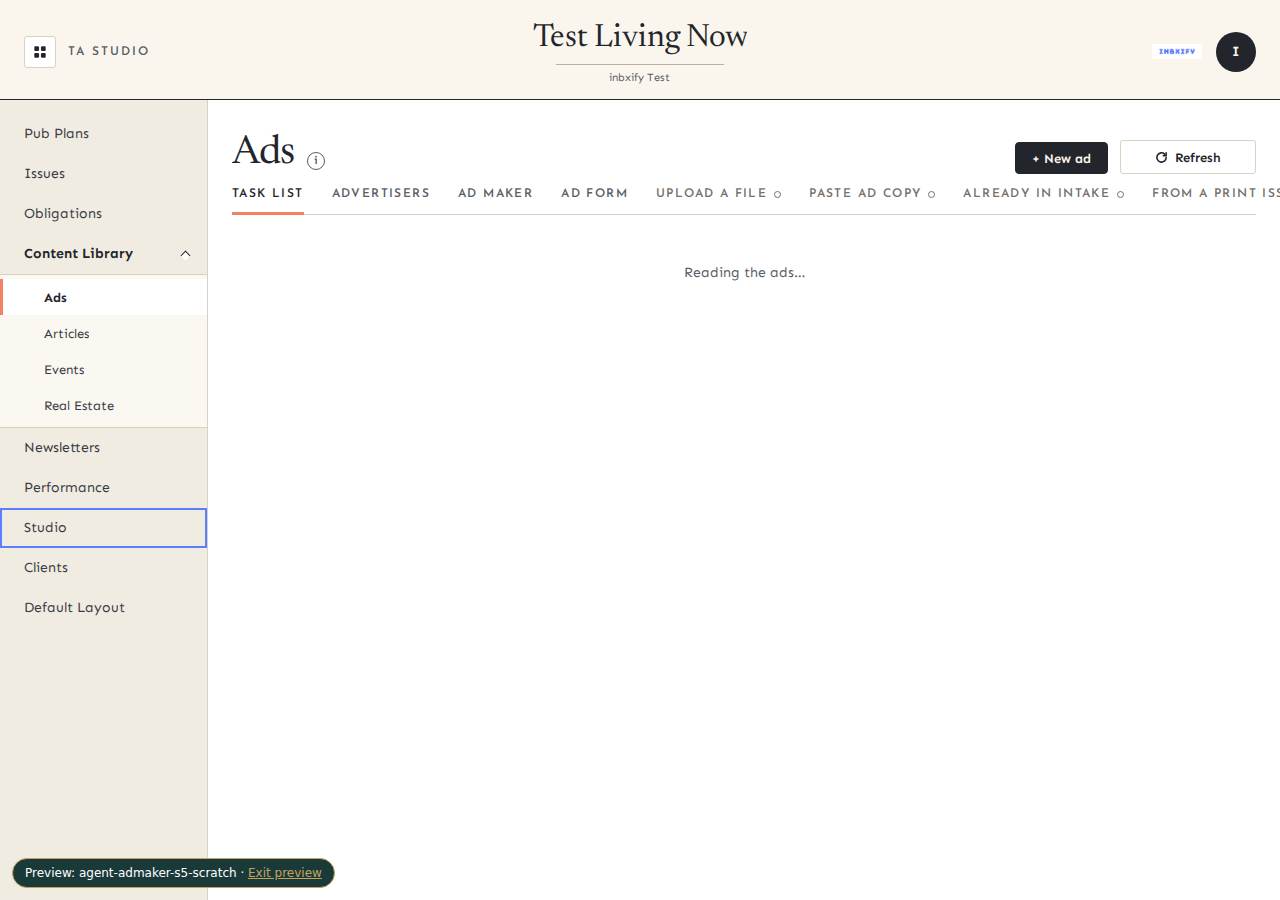 TA STUDIO
Test Living Now
inbxify Test
INBXIFY
I
Pub Plans
Issues
Obligations
Content Library
Ads
Articles
Events
Real Estate
Newsletters
Performance
Studio
Clients
Default Layout
Ads
i
+ New ad
Refresh
TASK LIST
ADVERTISERS
AD MAKER
AD FORM
UPLOAD A FILE
PASTE AD COPY
ALREADY IN INTAKE
FROM A PRINT ISS
Reading the ads...
Preview: agent-admaker-s5-scratch · Exit preview